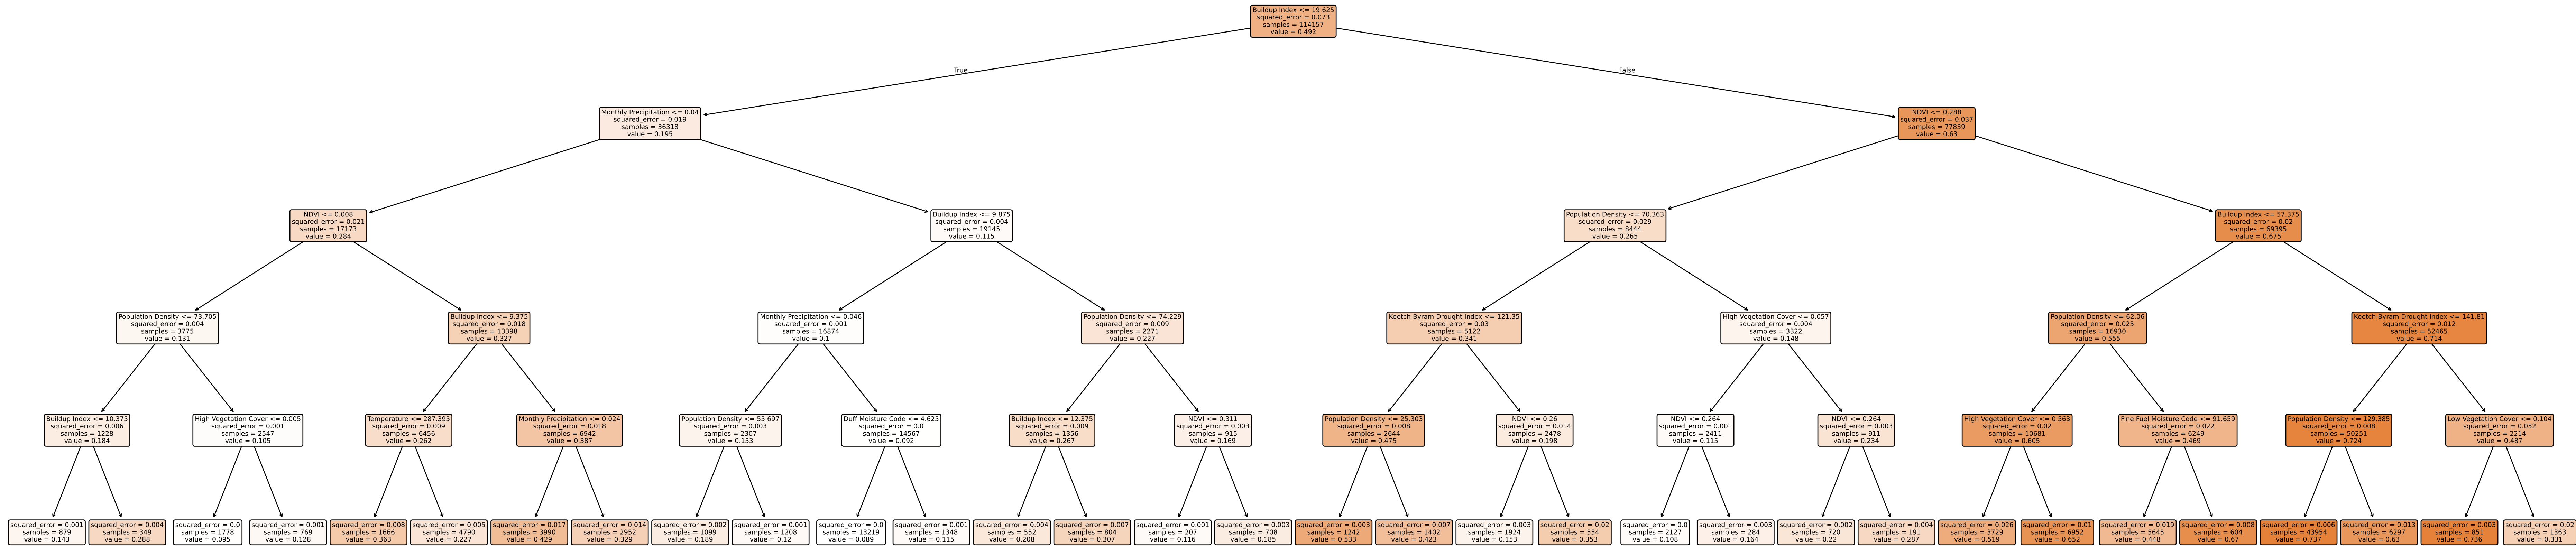 Buildup Index <= 19.625
squared_error = 0.073
samples = 114157
value = 0.492
True
False
Monthly Precipitation <= 0.04
squared_error = 0.019
samples = 36318
value = 0.195
NDVI <= 0.288
squared_error = 0.037
samples = 77839
value = 0.63
NDVI <= 0.008
squared_error = 0.021
samples = 17173
value = 0.284
Buildup Index <= 9.875
squared_error = 0.004
samples = 19145
value = 0.115
Population Density <= 70.363
squared_error = 0.029
samples = 8444
value = 0.265
Buildup Index <= 57.375
squared_error = 0.02
samples = 69395
value = 0.675
Population Density <= 73.705
squared_error = 0.004
samples = 3775
value = 0.131
Buildup Index <= 9.375
squared_error = 0.018
samples = 13398
value = 0.327
Monthly Precipitation <= 0.046
squared_error = 0.001
samples = 16874
value = 0.1
Population Density <= 74.229
squared_error = 0.009
samples = 2271
value = 0.227
Keetch-Byram Drought Index <= 121.35
squared_error = 0.03
samples = 5122
value = 0.341
High Vegetation Cover <= 0.057
squared_error = 0.004
samples = 3322
value = 0.148
Population Density <= 62.06
squared_error = 0.025
samples = 16930
value = 0.555
Keetch-Byram Drought Index <= 141.81
squared_error = 0.012
samples = 52465
value = 0.714
Buildup Index <= 10.375
squared_error = 0.006
samples = 1228
value = 0.184
High Vegetation Cover <= 0.005
squared_error = 0.001
samples = 2547
value = 0.105
Temperature <= 287.395
squared_error = 0.009
samples = 6456
value = 0.262
Monthly Precipitation <= 0.024
squared_error = 0.018
samples = 6942
value = 0.387
Population Density <= 55.697
squared_error = 0.003
samples = 2307
value = 0.153
Duff Moisture Code <= 4.625
squared_error = 0.0
samples = 14567
value = 0.092
Buildup Index <= 12.375
squared_error = 0.009
samples = 1356
value = 0.267
NDVI <= 0.311
squared_error = 0.003
samples = 915
value = 0.169
Population Density <= 25.303
squared_error = 0.008
samples = 2644
value = 0.475
NDVI <= 0.26
squared_error = 0.014
samples = 2478
value = 0.198
NDVI <= 0.264
squared_error = 0.001
samples = 2411
value = 0.115
NDVI <= 0.264
squared_error = 0.003
samples = 911
value = 0.234
High Vegetation Cover <= 0.563
squared_error = 0.02
samples = 10681
value = 0.605
Fine Fuel Moisture Code <= 91.659
squared_error = 0.022
samples = 6249
value = 0.469
Population Density <= 129.385
squared_error = 0.008
samples = 50251
value = 0.724
Low Vegetation Cover <= 0.104
squared_error = 0.052
samples = 2214
value = 0.487
squared_error = 0.001
samples = 879
value = 0.143
squared_error = 0.004
samples = 349
value = 0.288
squared_error = 0.0
samples = 1778
value = 0.095
squared_error = 0.001
samples = 769
value = 0.128
squared_error = 0.008
samples = 1666
value = 0.363
squared_error = 0.005
samples = 4790
value = 0.227
squared_error = 0.017
samples = 3990
value = 0.429
squared_error = 0.014
samples = 2952
value = 0.329
squared_error = 0.002
samples = 1099
value = 0.189
squared_error = 0.001
samples = 1208
value = 0.12
squared_error = 0.0
samples = 13219
value = 0.089
squared_error = 0.001
samples = 1348
value = 0.115
squared_error = 0.004
samples = 552
value = 0.208
squared_error = 0.007
samples = 804
value = 0.307
squared_error = 0.001
samples = 207
value = 0.116
squared_error = 0.003
samples = 708
value = 0.185
squared_error = 0.003
samples = 1242
value = 0.533
squared_error = 0.007
samples = 1402
value = 0.423
squared_error = 0.003
samples = 1924
value = 0.153
squared_error = 0.02
samples = 554
value = 0.353
squared_error = 0.0
samples = 2127
value = 0.108
squared_error = 0.003
samples = 284
value = 0.164
squared_error = 0.002
samples = 720
value = 0.22
squared_error = 0.004
samples = 191
value = 0.287
squared_error = 0.026
samples = 3729
value = 0.519
squared_error = 0.01
samples = 6952
value = 0.652
squared_error = 0.019
samples = 5645
value = 0.448
squared_error = 0.008
samples = 604
value = 0.67
squared_error = 0.006
samples = 43954
value = 0.737
squared_error = 0.013
samples = 6297
value = 0.63
squared_error = 0.003
samples = 851
value = 0.736
squared_error = 0.02
samples = 1363
value = 0.331